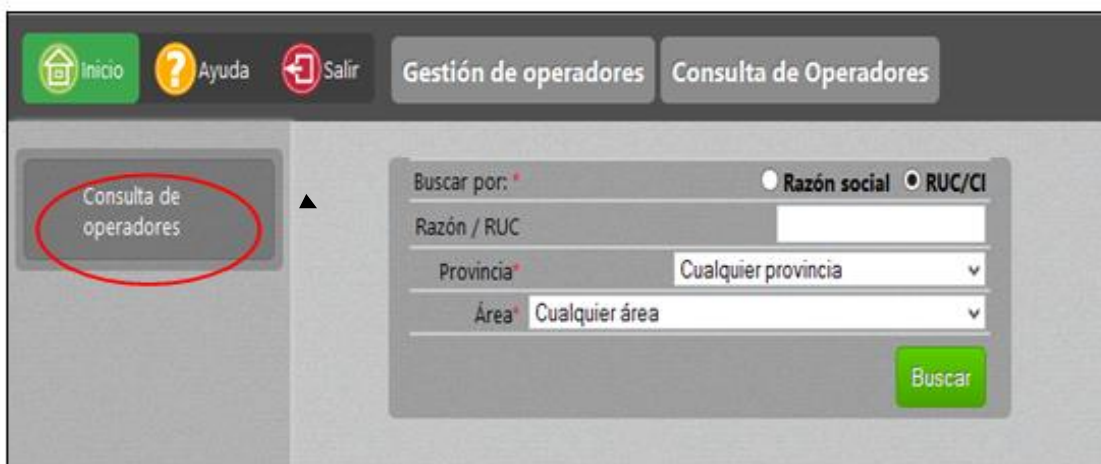 Inicio
Ayuda
Salir
Gestión de operadores
Consulta de Operadores
Consulta de
operadores
Buscar por: * Razón social RUC/CI
Razón / RUC
Provincia* Cualquier provincia
Área* Cualquier área
Buscar